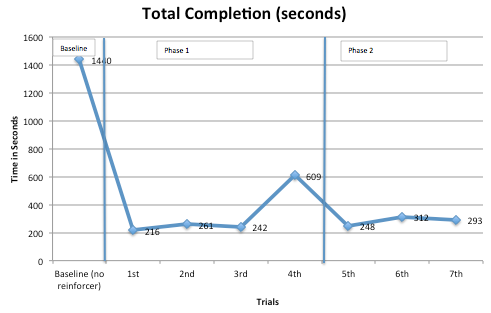 Total Completion (seconds)
1600
1400
1200
1000
800
600
400
200
0
Time in Seconds
Baseline
Phase 1
Phase 2
1440
216
261
242
609
248
312
293
Baseline (no reinforcer)
1st
2nd
3rd
4th
5th
6th
7th
Trials